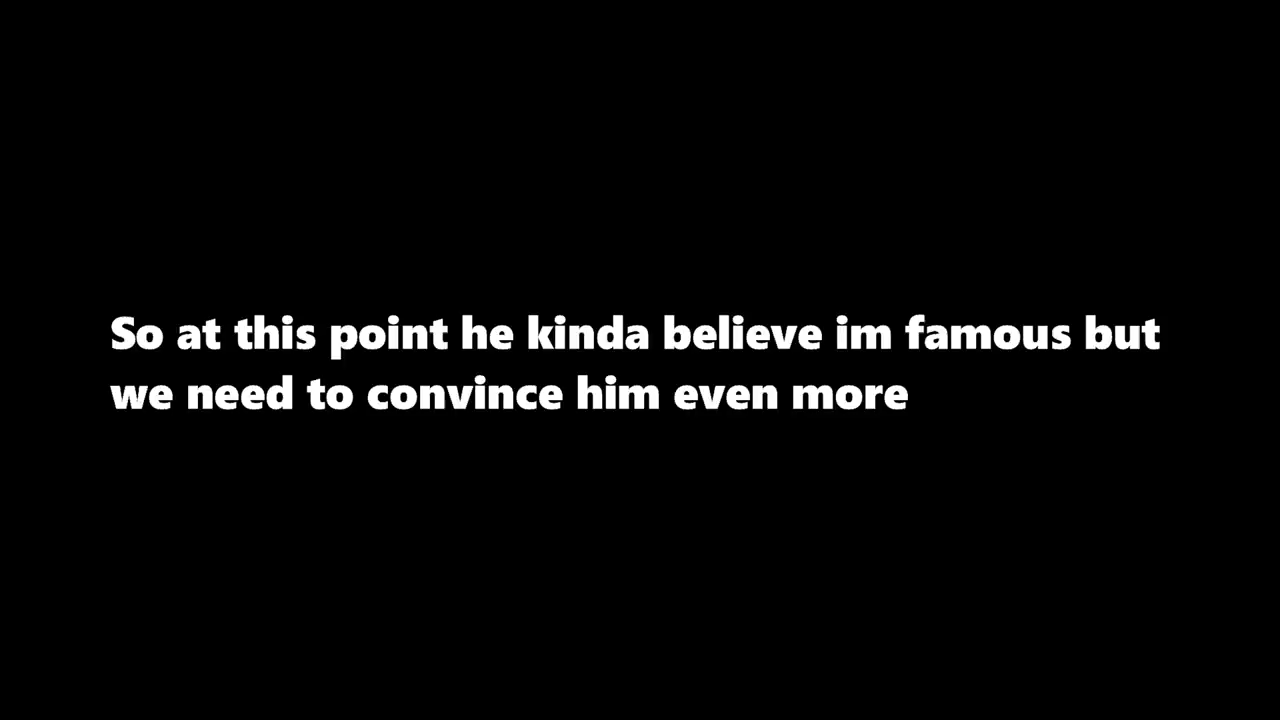 So at this point he kinda believe im famous but
we need to convince him even more